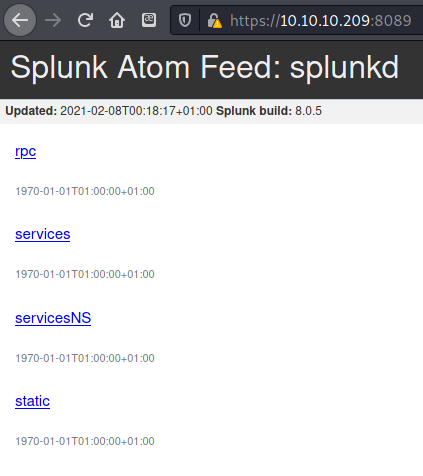 https://10.10.10.209:8089
Splunk Atom Feed: splunkd
Updated: 2021-02-08T00:18:17+01:00 Splunk build: 8.0.5
rpc
1970-01-01T01:00:00+01:00
services
1970-01-01T01:00:00+01:00
servicesNS
1970-01-01T01:00:00+01:00
static
1970-01-01T01:00:00+01:00